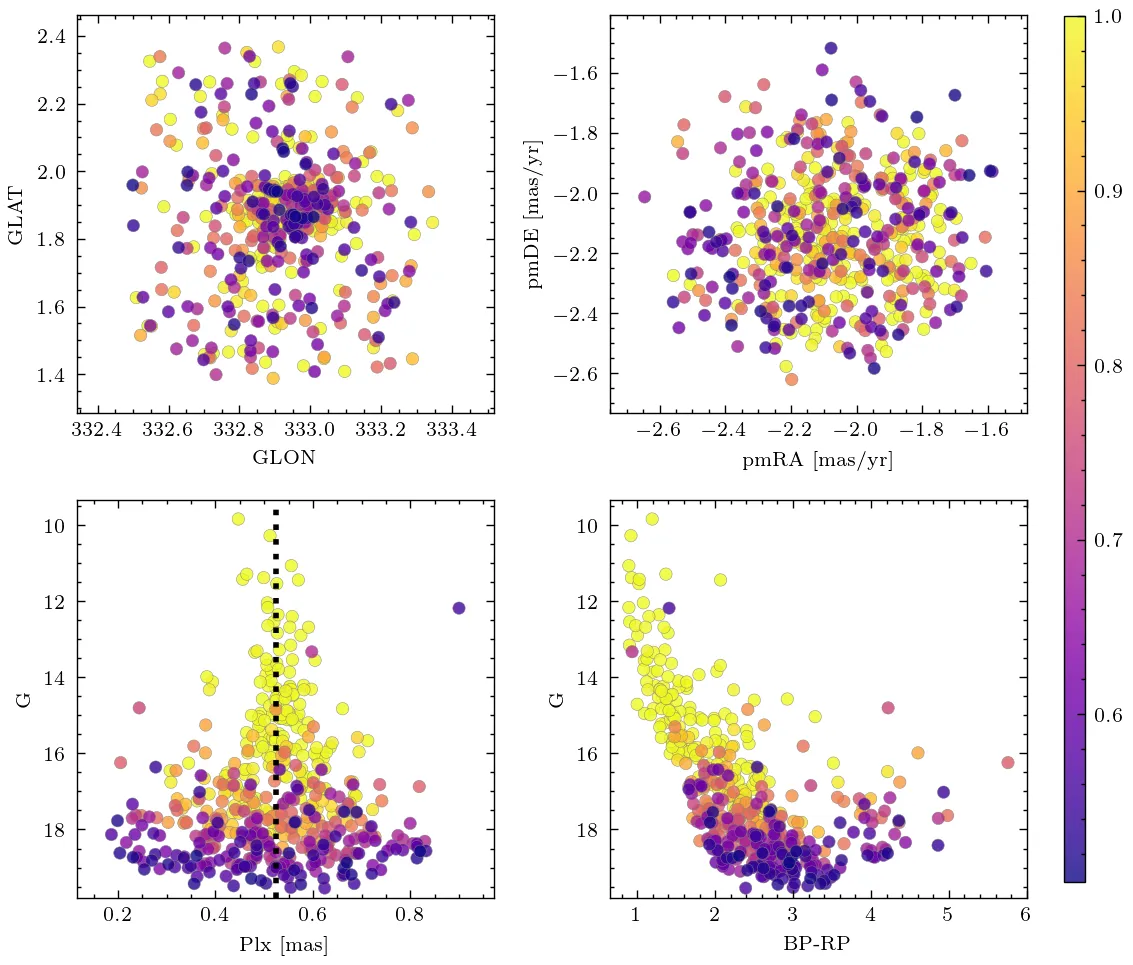 2.4
2.2
2.0
1.8
1.6
1.4
GLAT
332.4 332.6 332.8 333.0 333.2 333.4
GLON
−1.6
−1.8
−2.0
−2.2
−2.4
−2.6
pmDE [mas/yr]
−2.6 −2.4 −2.2 −2.0 −1.8 −1.6
pmRA [mas/yr]
10
12
14
16
18
G
0.2 0.4 0.6 0.8
Plx [mas]
10
12
14
16
18
G
1 2 3 4 5 6
BP-RP
1.0
0.9
0.8
0.7
0.6